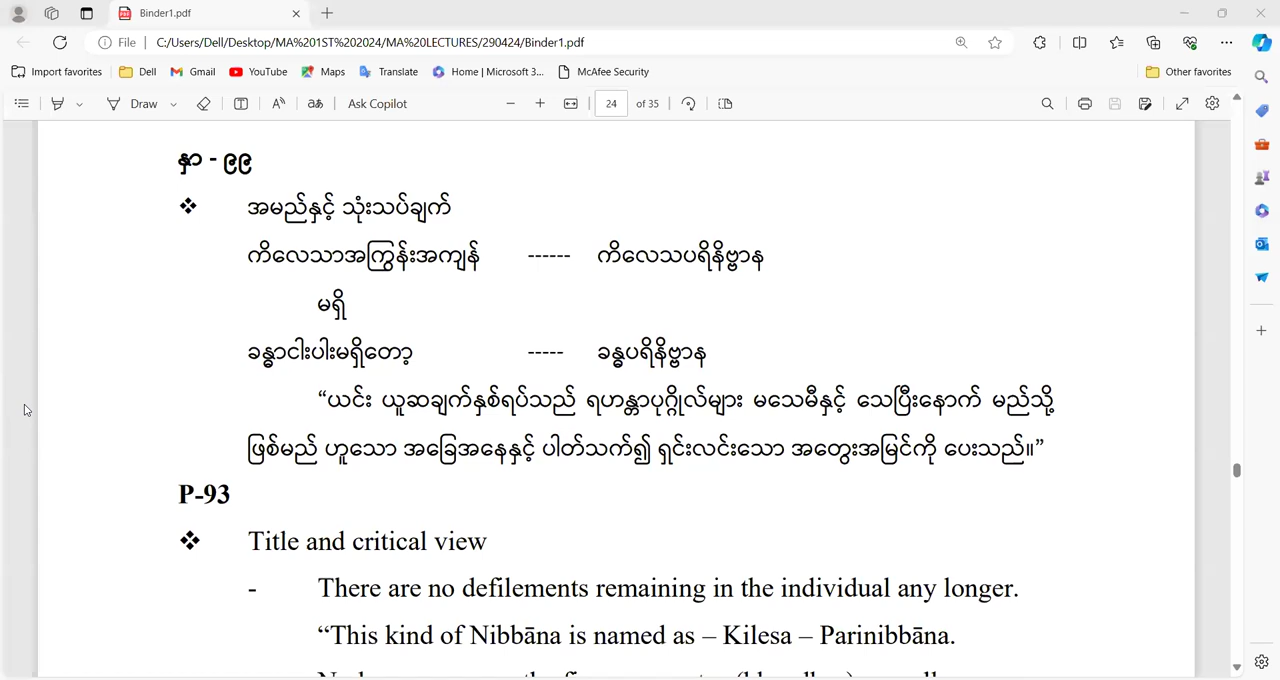 Binder1.pdf
File
C:/Users/Dell/Desktop/MA%201ST%202024/MA%20LECTURES/290424/Binder1.pdf
Import favorites Dell Gmail YouTube Maps Translate Home | Microsoft 3... McAfee Security Other favorites
Draw Ask Copilot 24 of 35
နှာ - ၉၉
❖ အမည်နှင့် သုံးသပ်ချက်
ကိလေသာအကြွန်းအကျန် ------ ကိလေသပရိနိဗ္ဗာန
မရှိ
ခန္ဓာငါးပါးမရှိတော့ ----- ခန္ဓပရိနိဗ္ဗာန
“ယင်း ယူဆချက်နှစ်ရပ်သည် ရဟန္တာပုဂ္ဂိုလ်များ မသေမီနှင့် သေပြီးနောက် မည်သို့
ဖြစ်မည် ဟူသော အခြေအနေနှင့် ပါတ်သက်၍ ရှင်းလင်းသော အတွေးအမြင်ကို ပေးသည်။”
P-93
❖ Title and critical view
- There are no defilements remaining in the individual any longer.
“This kind of Nibbāna is named as – Kilesa – Parinibbāna.